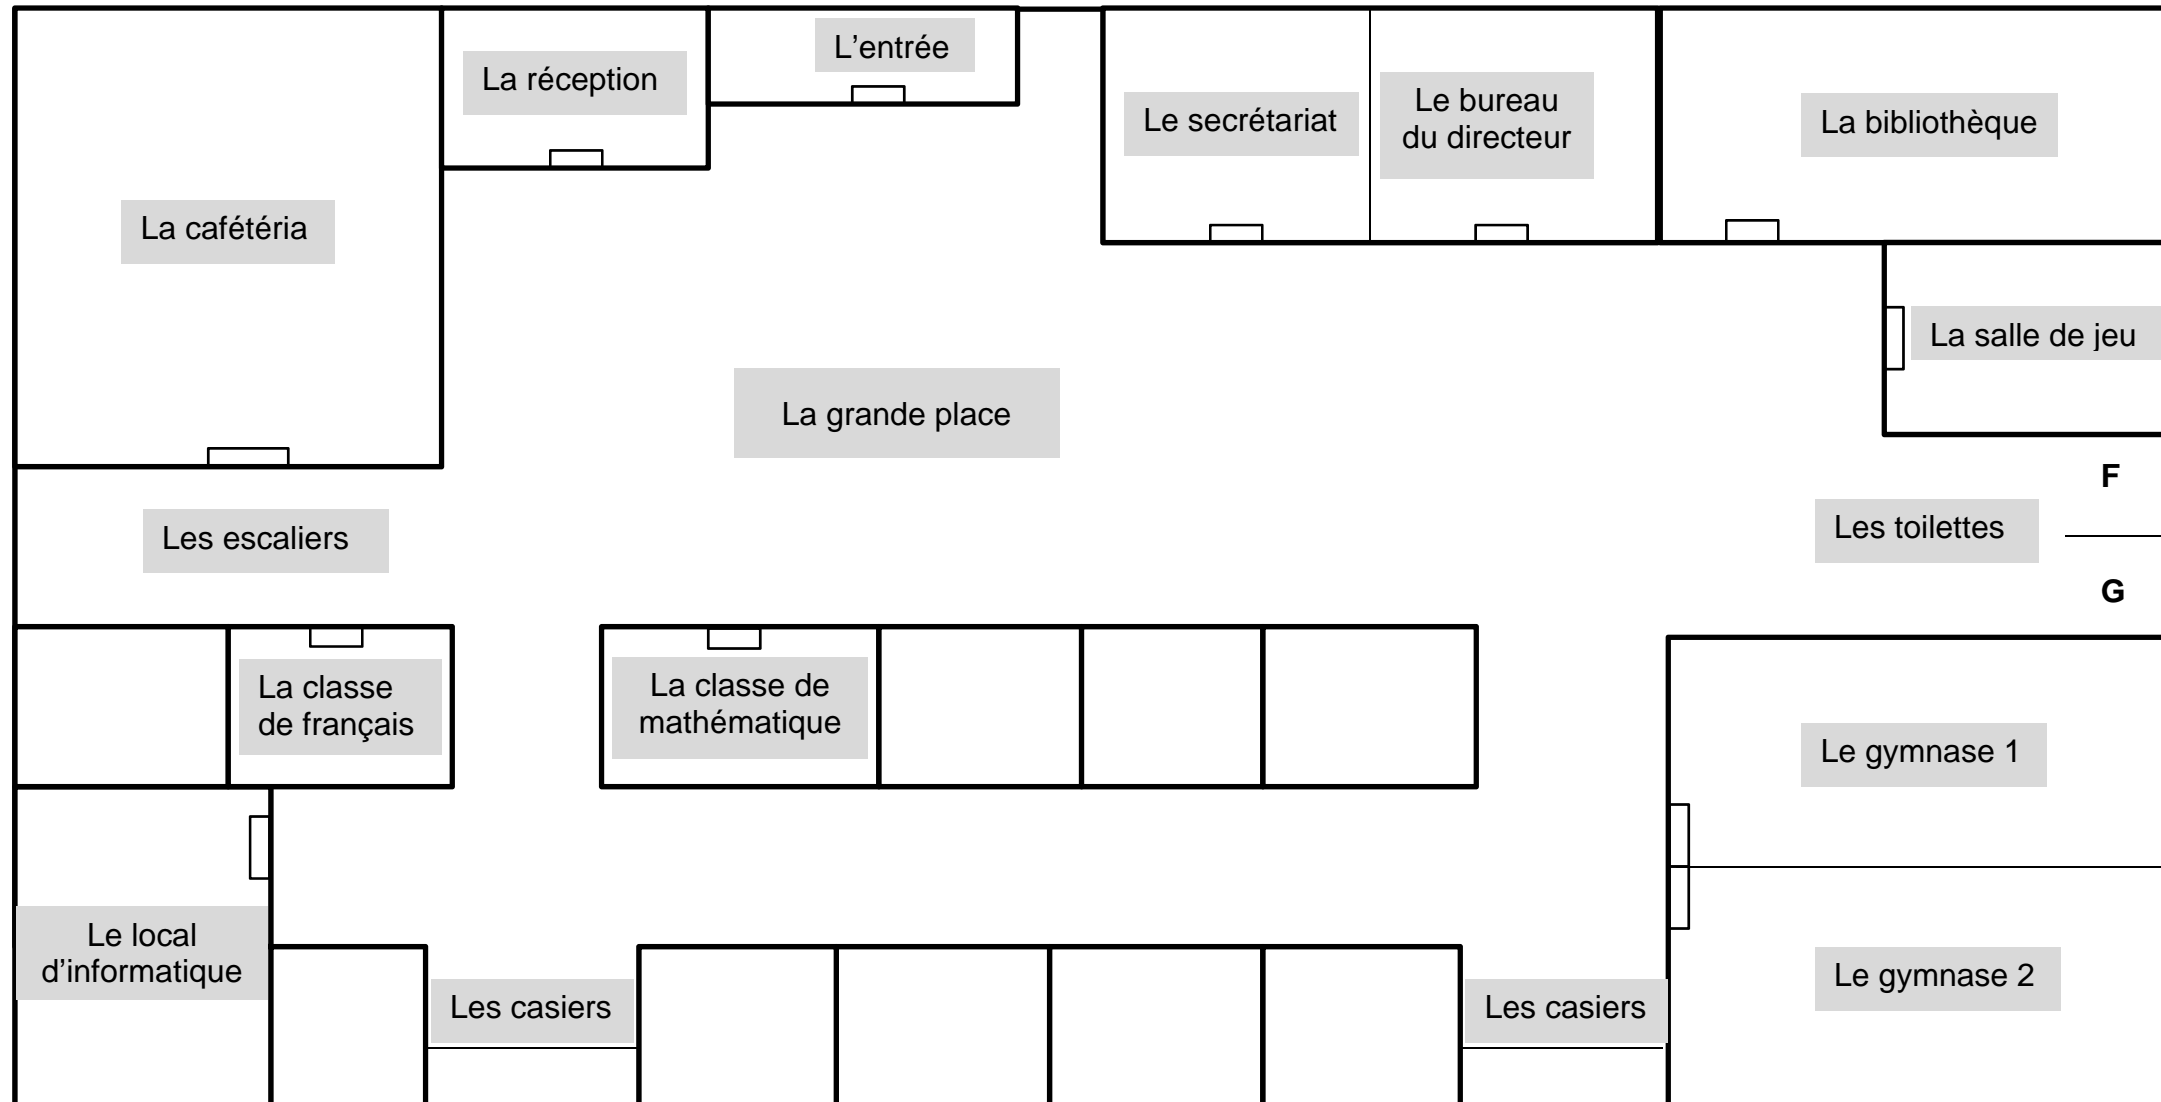 L’entrée
La réception
Le secrétariat
Le bureau
du directeur
La bibliothèque
La cafétéria
La salle de jeu
La grande place
F
Les escaliers
Les toilettes
G
La classe
de français
La classe de
mathématique
Le gymnase 1
Le local
d’informatique
Les casiers
Les casiers
Le gymnase 2